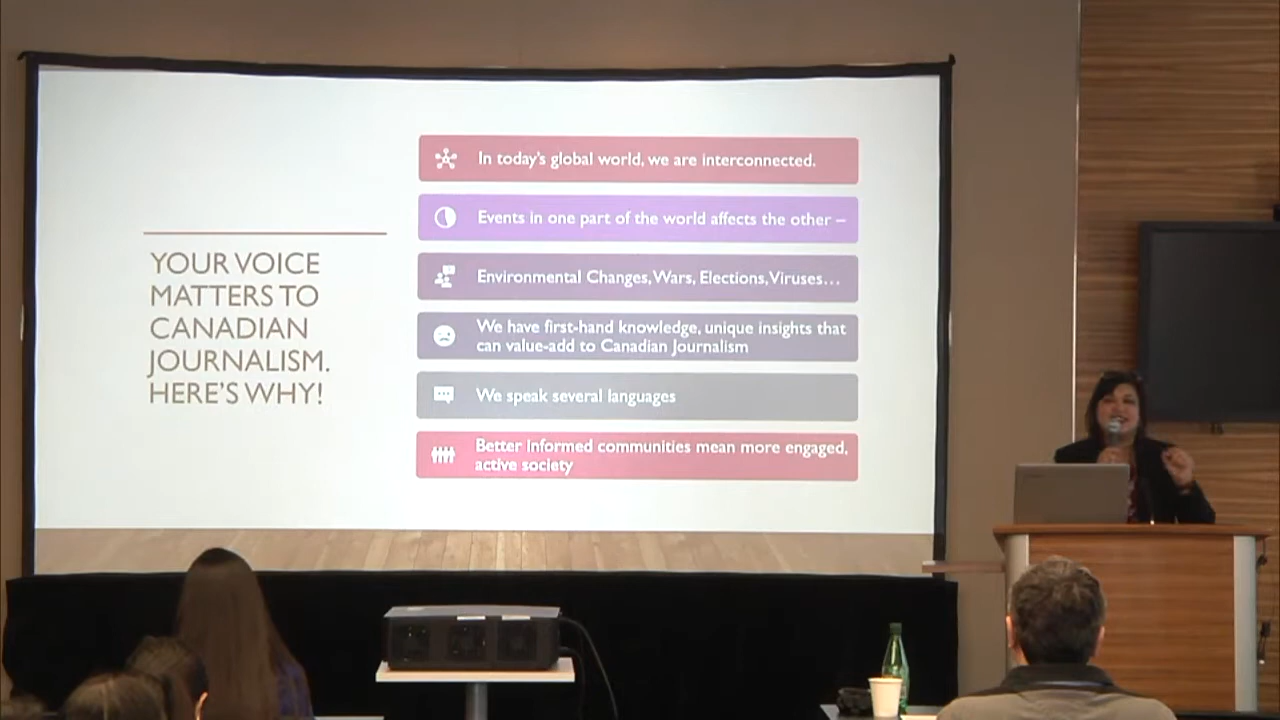 YOUR VOICE
MATTERS TO
CANADIAN
JOURNALISM.
HERE'S WHY!
In today's global world, we are interconnected.
Events in one part of the world affects the other –
Environmental Changes, Wars, Elections, Viruses…
We have first-hand knowledge, unique insights that
can value-add to Canadian Journalism
We speak several languages
Better Informed communities mean more engaged,
active society